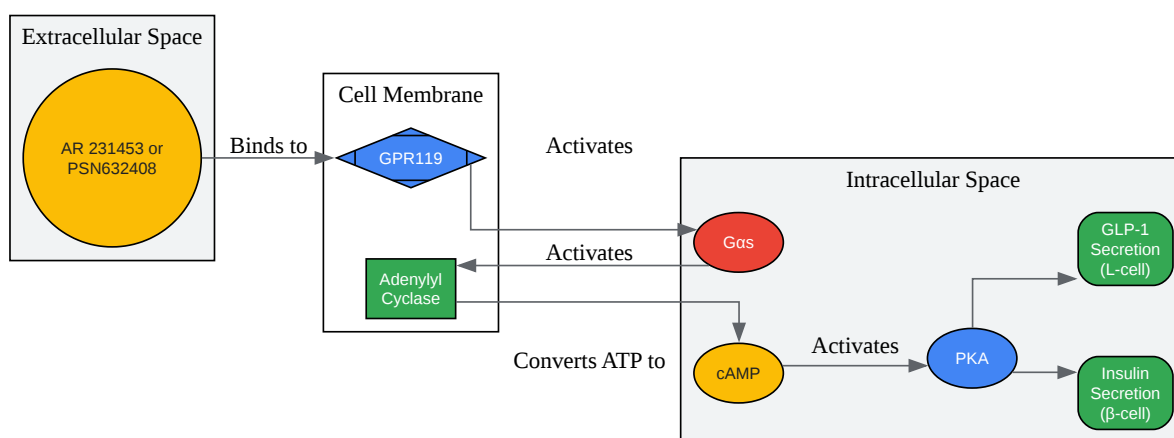 Extracellular Space
AR 231453 or
PSN632408
Binds to
Cell Membrane
GPR119
Activates
Intracellular Space
Gαs
Activates
Adenylyl
Cyclase
Converts ATP to
cAMP
Activates
PKA
GLP-1
Secretion
(L-cell)
Insulin
Secretion
(β-cell)